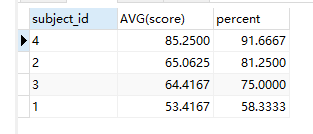 subject_id AVG(score) percent
4 85.2500 91.6667
2 65.0625 81.2500
3 64.4167 75.0000
1 53.4167 58.3333